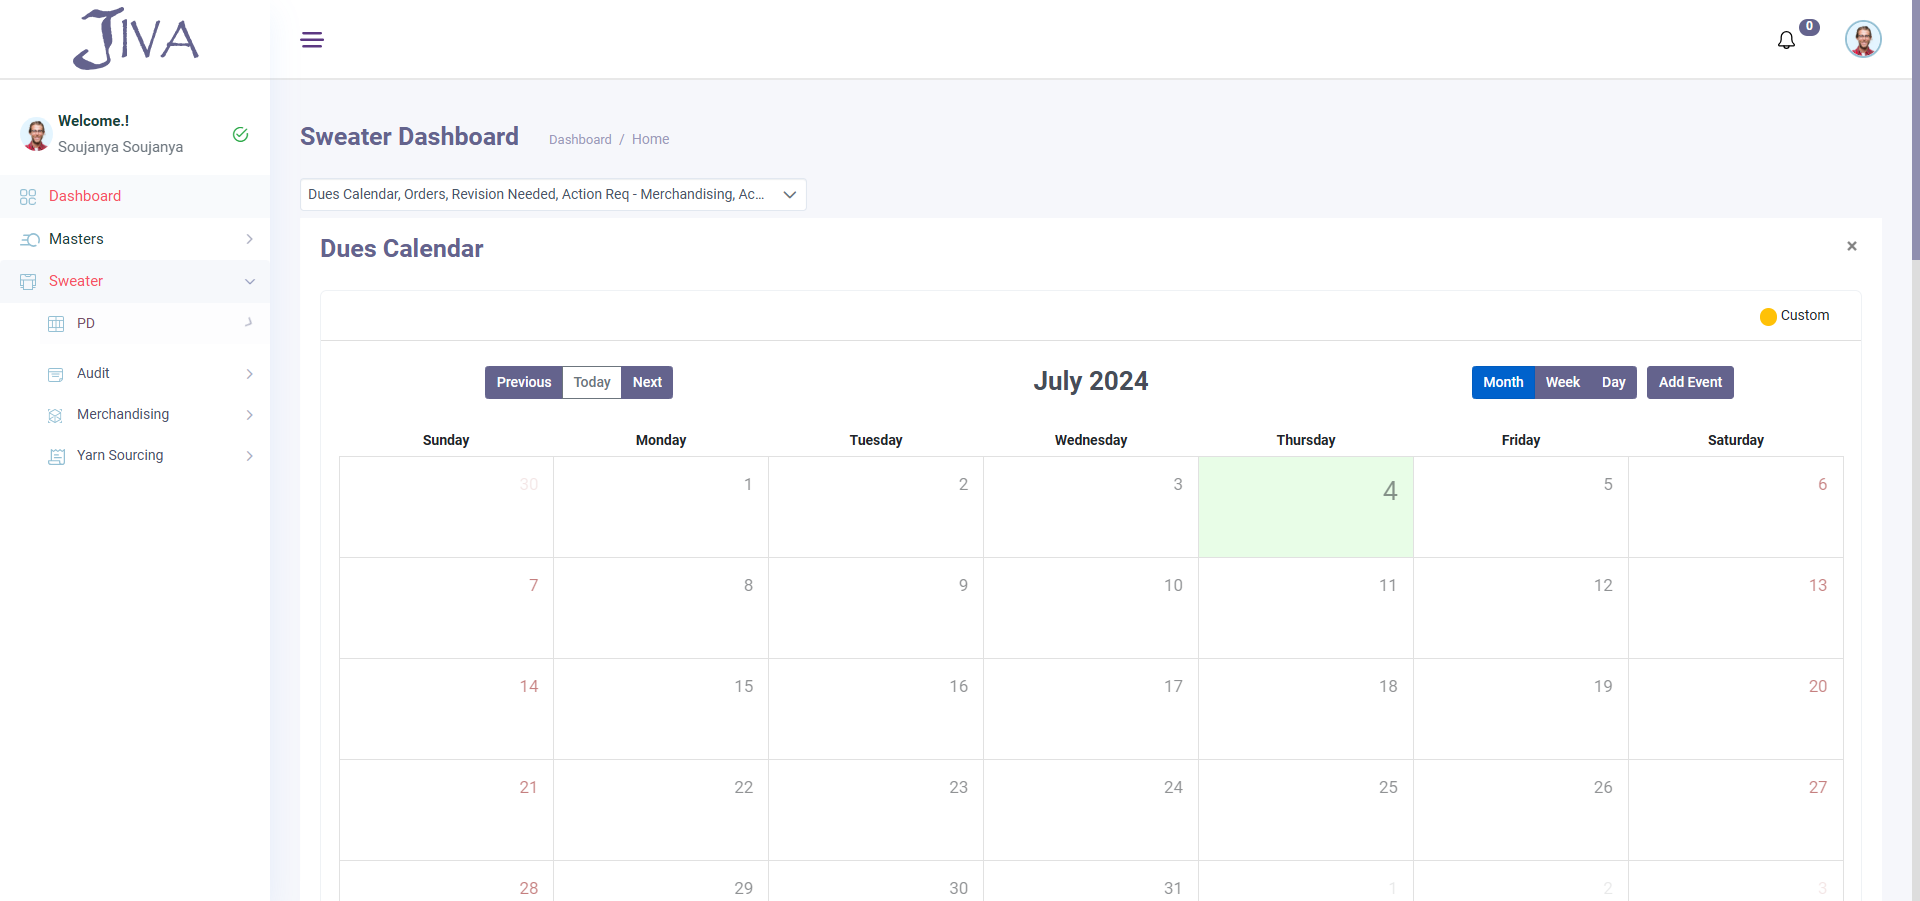 JIVA
0
Welcome.!
Soujanya Soujanya
Dashboard
Masters
Sweater
PD
Audit
Merchandising
Yarn Sourcing
Sweater Dashboard
Dashboard / Home
Dues Calendar, Orders, Revision Needed, Action Req - Merchandising, Ac...
Dues Calendar
×
Custom
Previous Today Next
July 2024
Month Week Day Add Event
Sunday Monday Tuesday Wednesday Thursday Friday Saturday
30 1 2 3 4 5 6
7 8 9 10 11 12 13
14 15 16 17 18 19 20
21 22 23 24 25 26 27
28 29 30 31 1 2 3